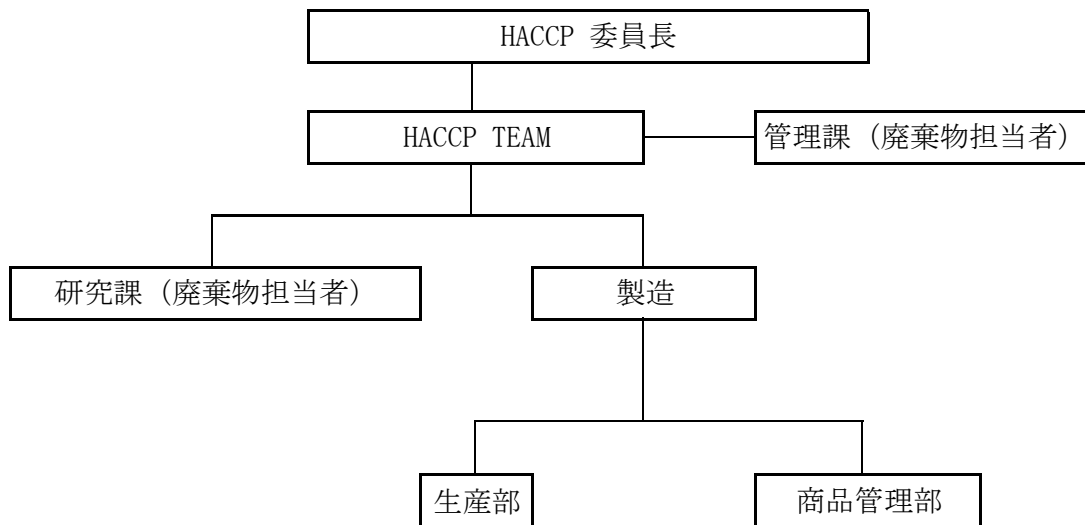 HACCP 委員長
HACCP TEAM
管理課（廃棄物担当者）
研究課（廃棄物担当者）
製造
生産部
商品管理部